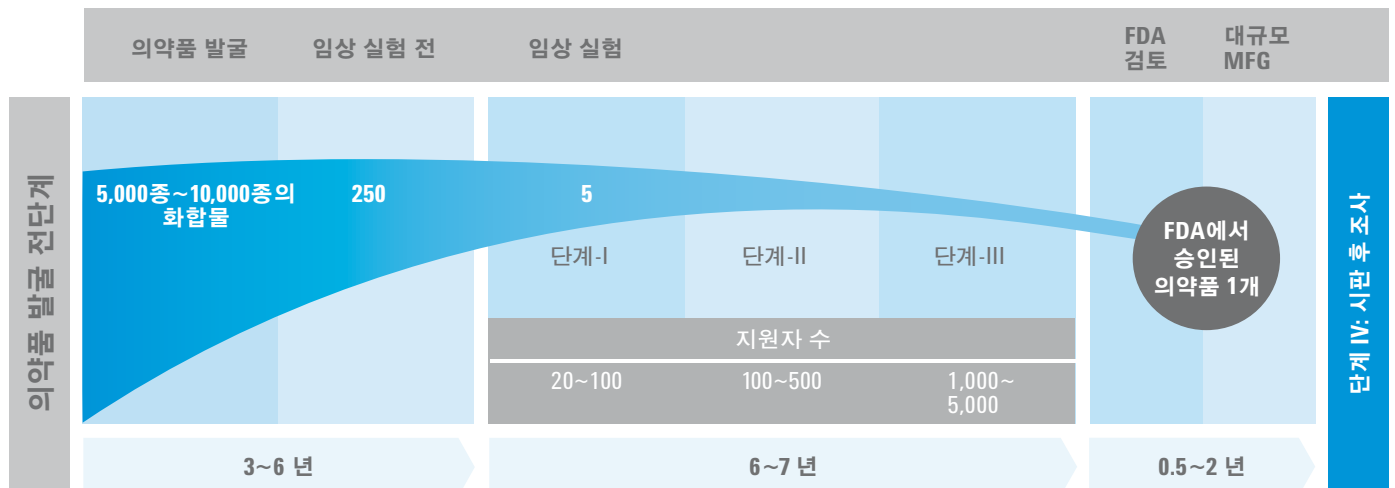 의약품 발굴
임상 실험 전
임상 실험
FDA
검토
대규모
MFG
의약품 발굴 전단계
5,000종~10,000종의
화합물
250
5
단계-I
단계-II
단계-III
지원자 수
20~100
100~500
1,000~
5,000
FDA에서
승인된
의약품 1개
단계 IV: 시판 후 조사
3~6 년
6~7 년
0.5~2 년